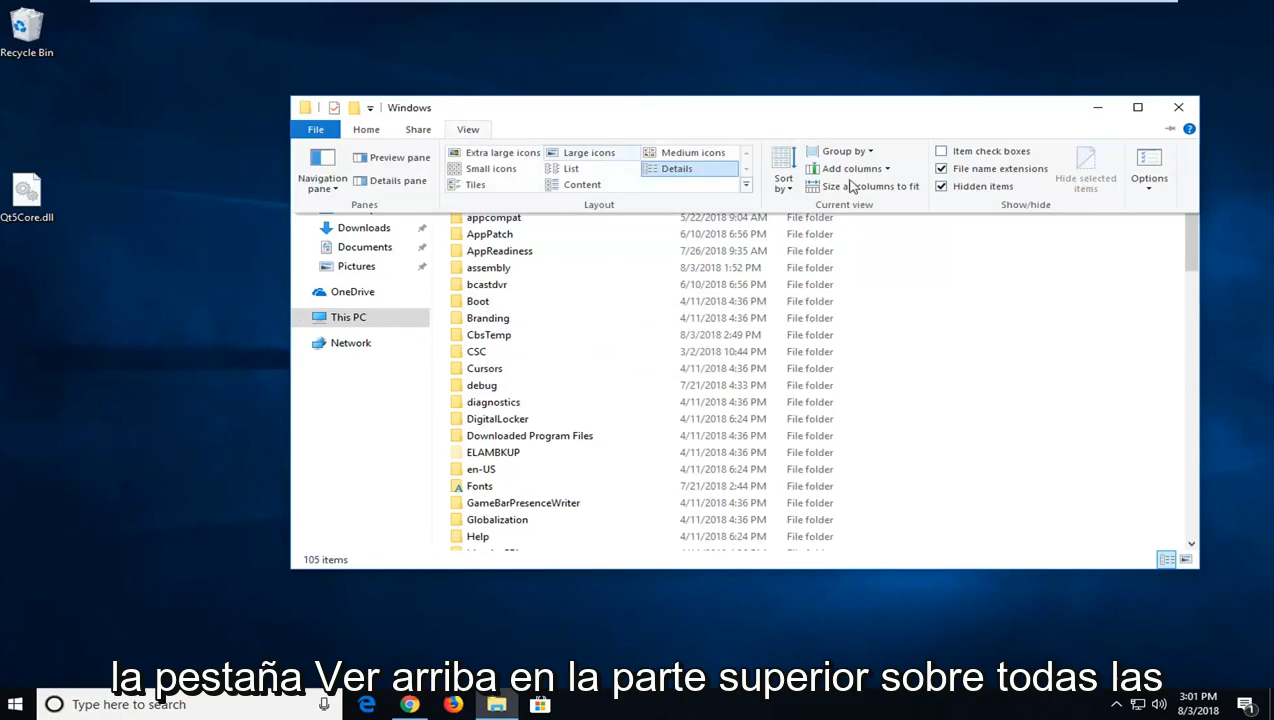 Recycle Bin
Qt5Core.dll
Windows
File Home Share View
Navigation pane
Preview pane
Details pane
Panes
Extra large icons Large icons Medium icons
Small icons List Details
Tiles Content
Layout
Sort by
Group by
Add columns
Size all columns to fit
Current view
Item check boxes
File name extensions
Hidden items
Hide selected items
Show/hide
Options
Downloads
Documents
Pictures
OneDrive
This PC
Network
appcompat 5/22/2018 9:04 AM File folder
AppPatch 6/10/2018 6:56 PM File folder
AppReadiness 7/26/2018 9:35 AM File folder
assembly 8/3/2018 1:52 PM File folder
bcastdvr 6/10/2018 6:56 PM File folder
Boot 4/11/2018 4:36 PM File folder
Branding 4/11/2018 4:36 PM File folder
CbsTemp 8/3/2018 2:49 PM File folder
CSC 3/2/2018 10:44 PM File folder
Cursors 4/11/2018 4:36 PM File folder
debug 7/21/2018 4:33 PM File folder
diagnostics 4/11/2018 4:36 PM File folder
DigitalLocker 4/11/2018 6:24 PM File folder
Downloaded Program Files 4/11/2018 4:36 PM File folder
ELAMBKUP 4/11/2018 4:36 PM File folder
en-US 4/11/2018 6:24 PM File folder
Fonts 7/21/2018 2:44 PM File folder
GameBarPresenceWriter 4/11/2018 4:36 PM File folder
Globalization 4/11/2018 4:36 PM File folder
Help 4/11/2018 6:24 PM File folder
105 items
la pestaña Ver arriba en la parte superior sobre todas las
Type here to search
3:01 PM
8/3/2018
1